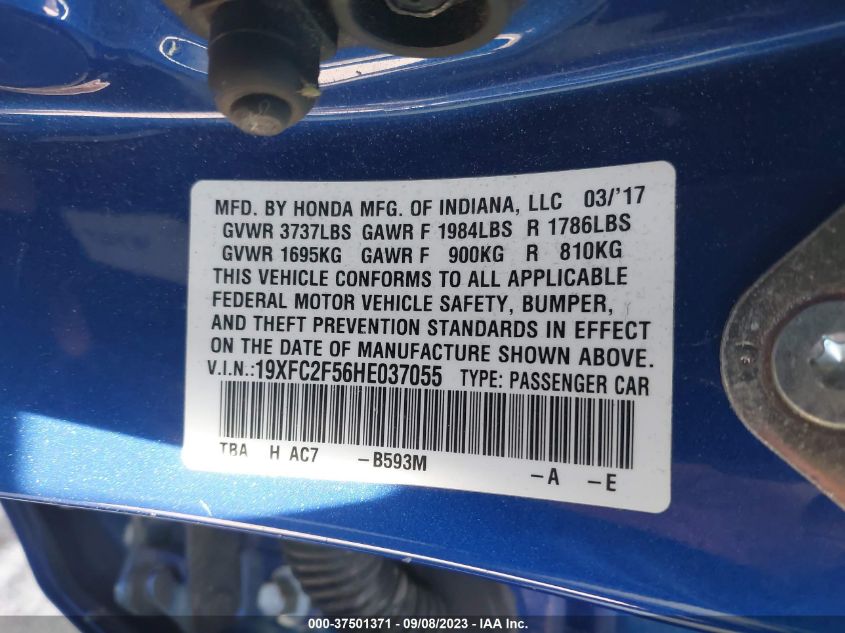 MFD. BY HONDA MFG. OF INDIANA, LLC 03/'17
GVWR 3737LBS GAWR F 1984LBS R 1786LBS
GVWR 1695KG GAWR F 900KG R 810KG
THIS VEHICLE CONFORMS TO ALL APPLICABLE
FEDERAL MOTOR VEHICLE SAFETY, BUMPER,
AND THEFT PREVENTION STANDARDS IN EFFECT
ON THE DATE OF MANUFACTURE SHOWN ABOVE.
V.I.N.:19XFC2F56HE037055 TYPE: PASSENGER CAR
TBA H AC7 -B593M -A -E
000-37501371 - 09/08/2023 - IAA Inc.